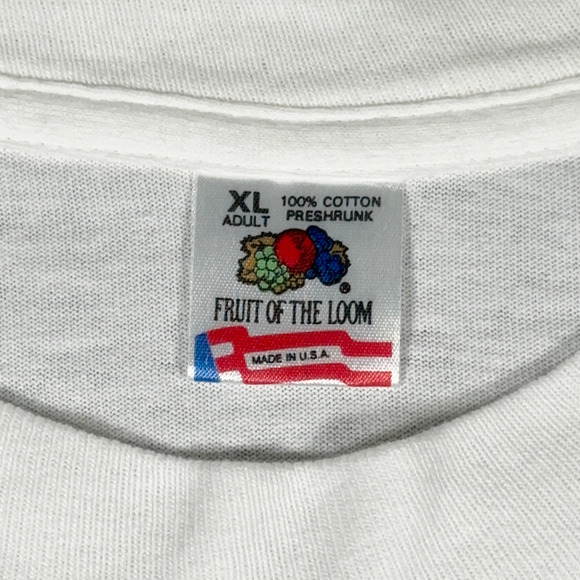 XL 100% COTTON
ADULT PRESHRUNK
®
FRUIT OF THE LOOM
MADE IN U.S.A.